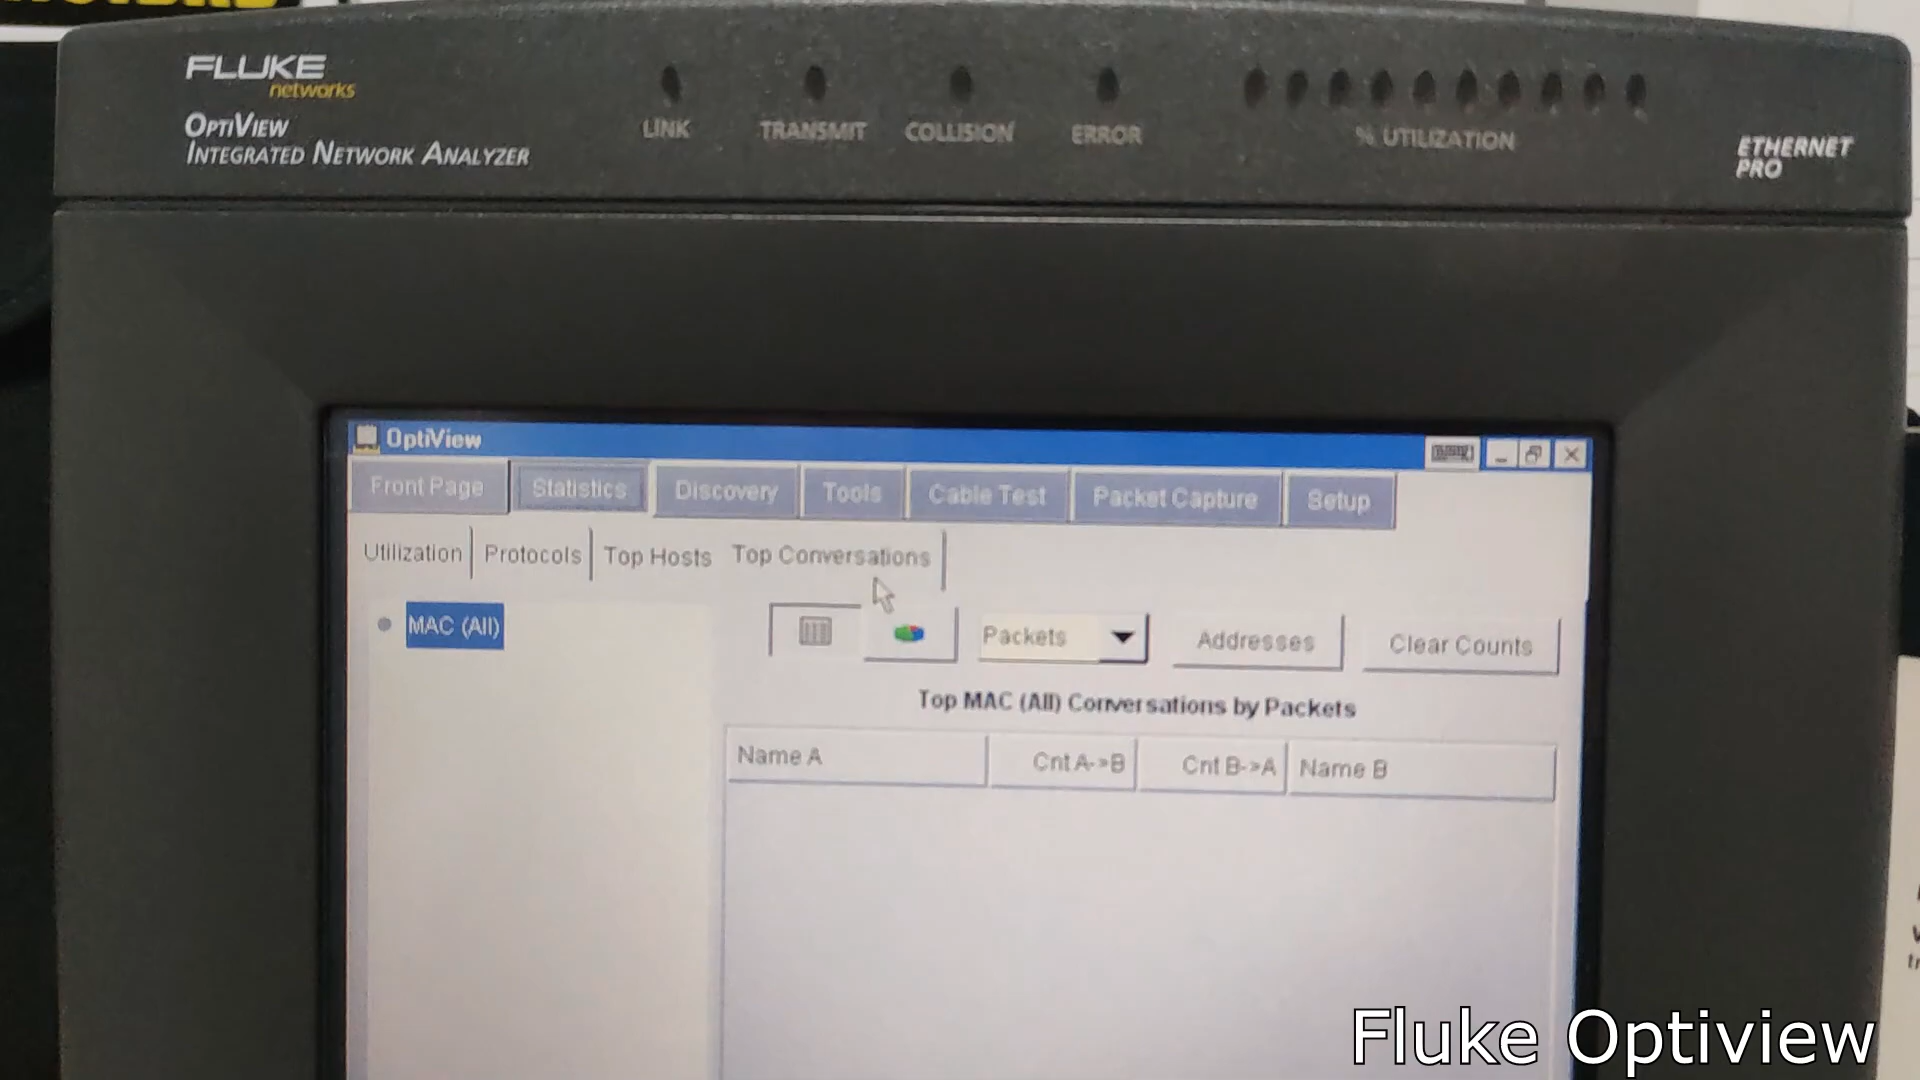 FLUKE
networks
OPTIVIEW
INTEGRATED NETWORK ANALYZER
LINK
TRANSMIT
COLLISION
ERROR
% UTILIZATION
ETHERNET
PRO
OptiView
Front Page
Statistics
Discovery
Tools
Cable Test
Packet Capture
Setup
Utilization
Protocols
Top Hosts
Top Conversations
MAC (All)
Packets
Addresses
Clear Counts
Top MAC (All) Conversations by Packets
Name A
Cnt A->B
Cnt B->A
Name B
Fluke Optiview